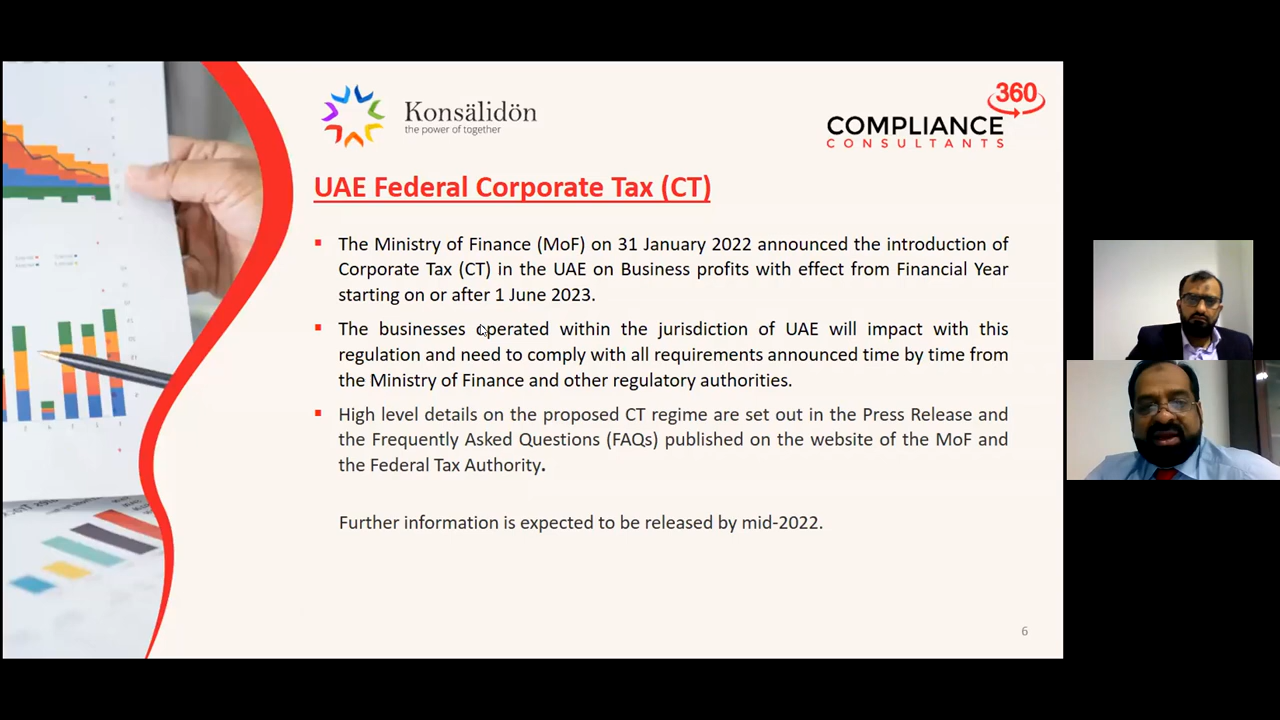 Konsälidön
the power of together
360
COMPLIANCE
CONSULTANTS
UAE Federal Corporate Tax (CT)
The Ministry of Finance (MoF) on 31 January 2022 announced the introduction of
Corporate Tax (CT) in the UAE on Business profits with effect from Financial Year
starting on or after 1 June 2023.
The businesses operated within the jurisdiction of UAE will impact with this
regulation and need to comply with all requirements announced time by time from
the Ministry of Finance and other regulatory authorities.
High level details on the proposed CT regime are set out in the Press Release and
the Frequently Asked Questions (FAQs) published on the website of the MoF and
the Federal Tax Authority.
Further information is expected to be released by mid-2022.
6